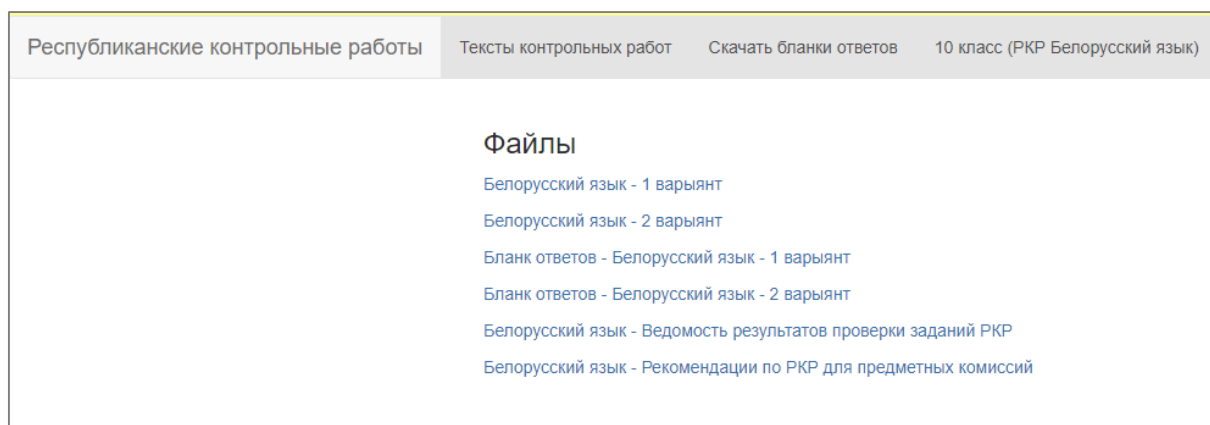 Республиканские контрольные работы Тексты контрольных работ Скачать бланки ответов 10 класс (РКР Белорусский язык)
Файлы
Белорусский язык - 1 варыянт
Белорусский язык - 2 варыянт
Бланк ответов - Белорусский язык - 1 варыянт
Бланк ответов - Белорусский язык - 2 варыянт
Белорусский язык - Ведомость результатов проверки заданий РКР
Белорусский язык - Рекомендации по РКР для предметных комиссий